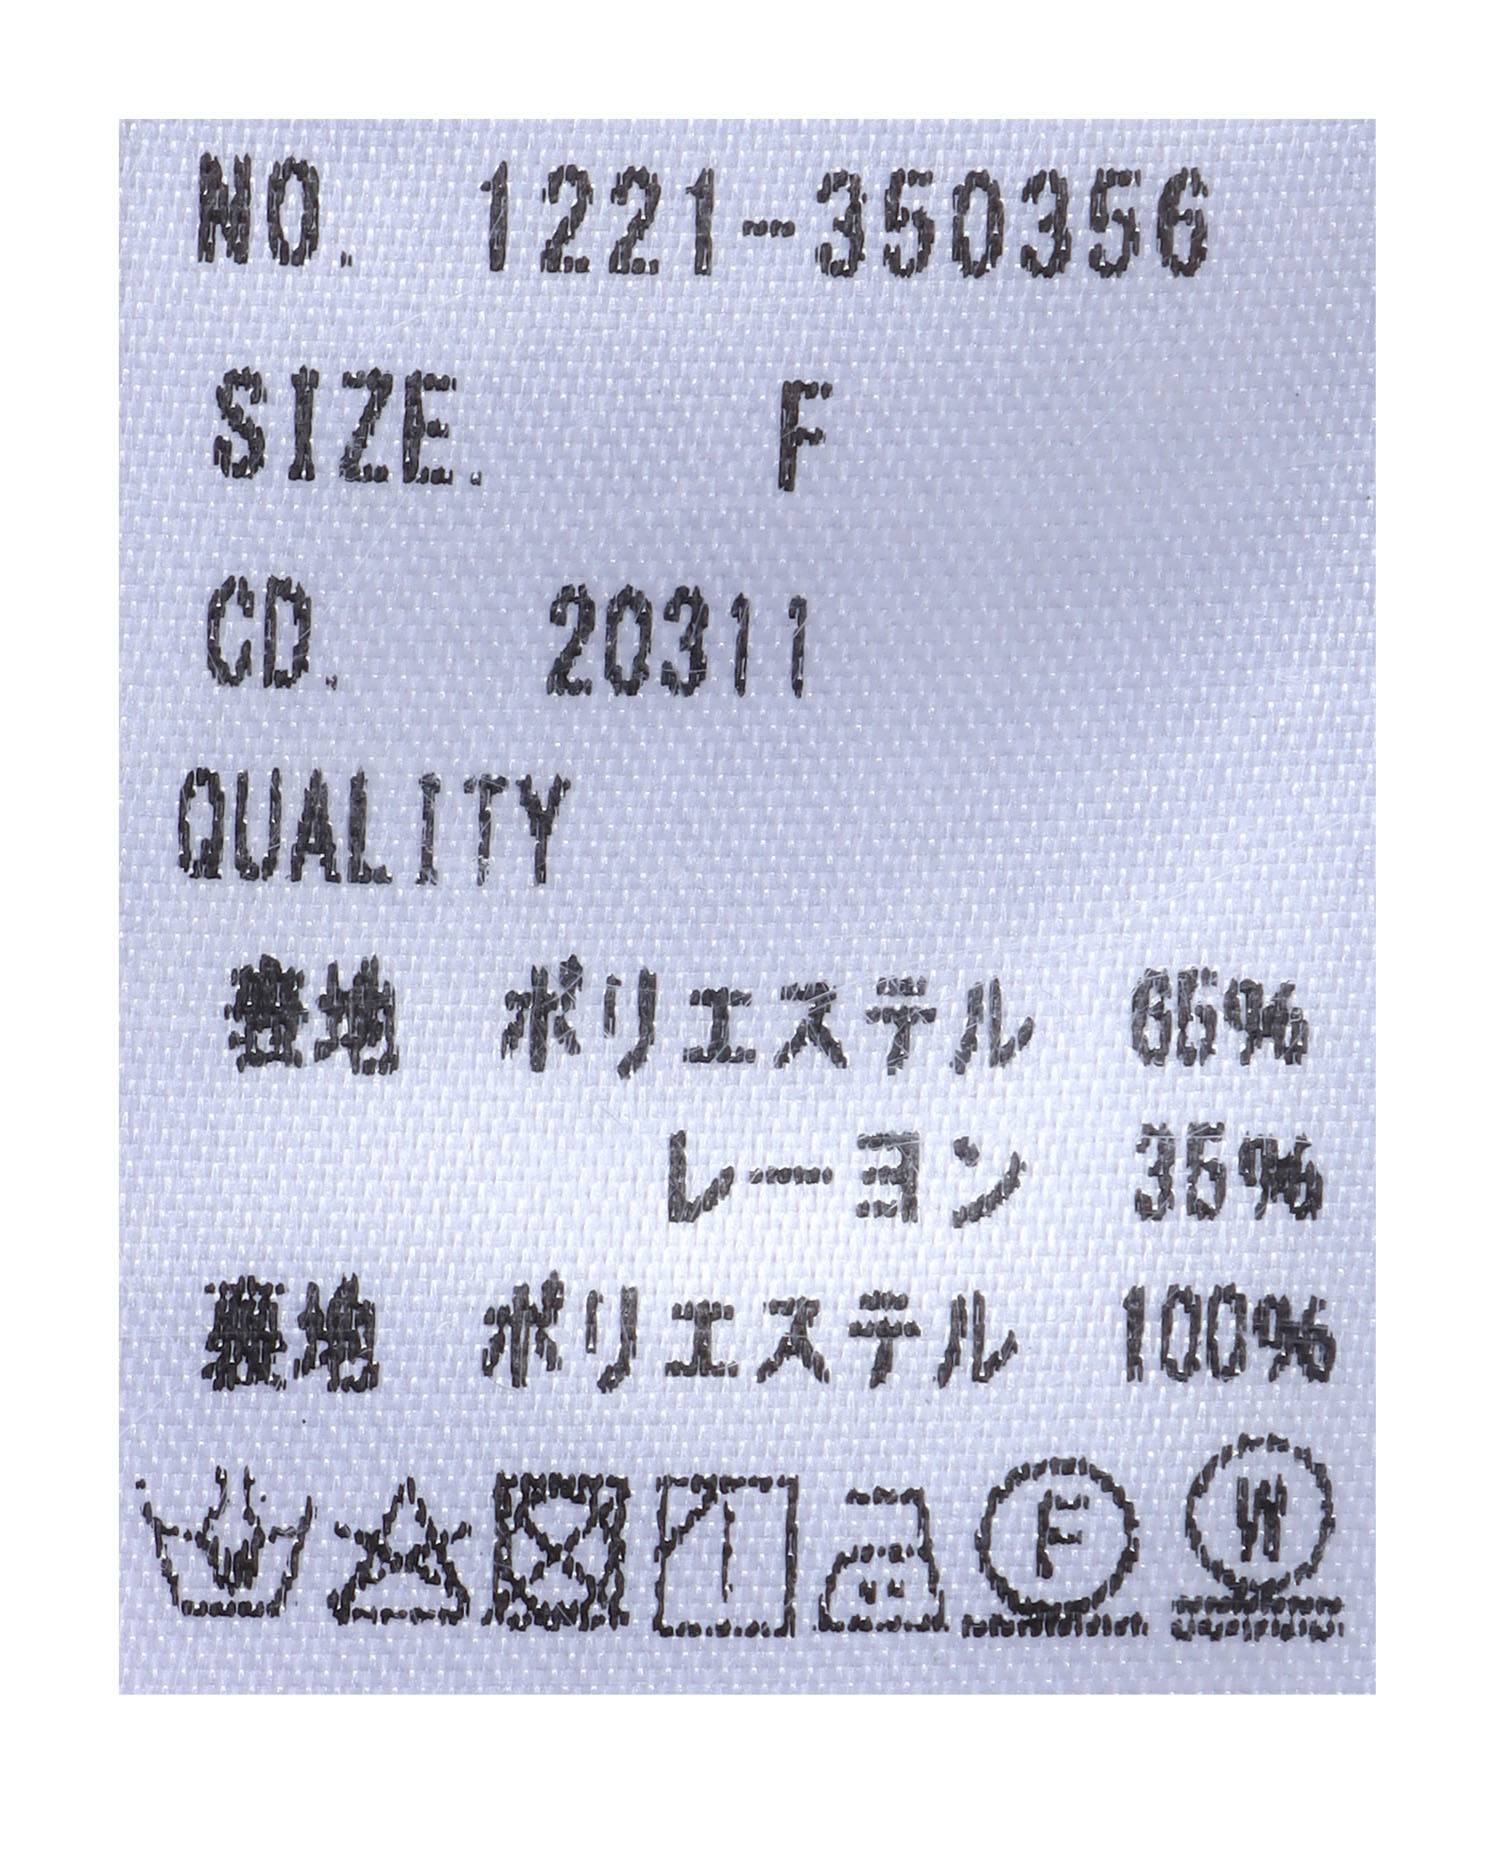 NO. 1221-350356
SIZE. F
CD. 20311
QUALITY
表地 ポリエステル 65%
レーヨン 35%
裏地 ポリエステル 100%
F W